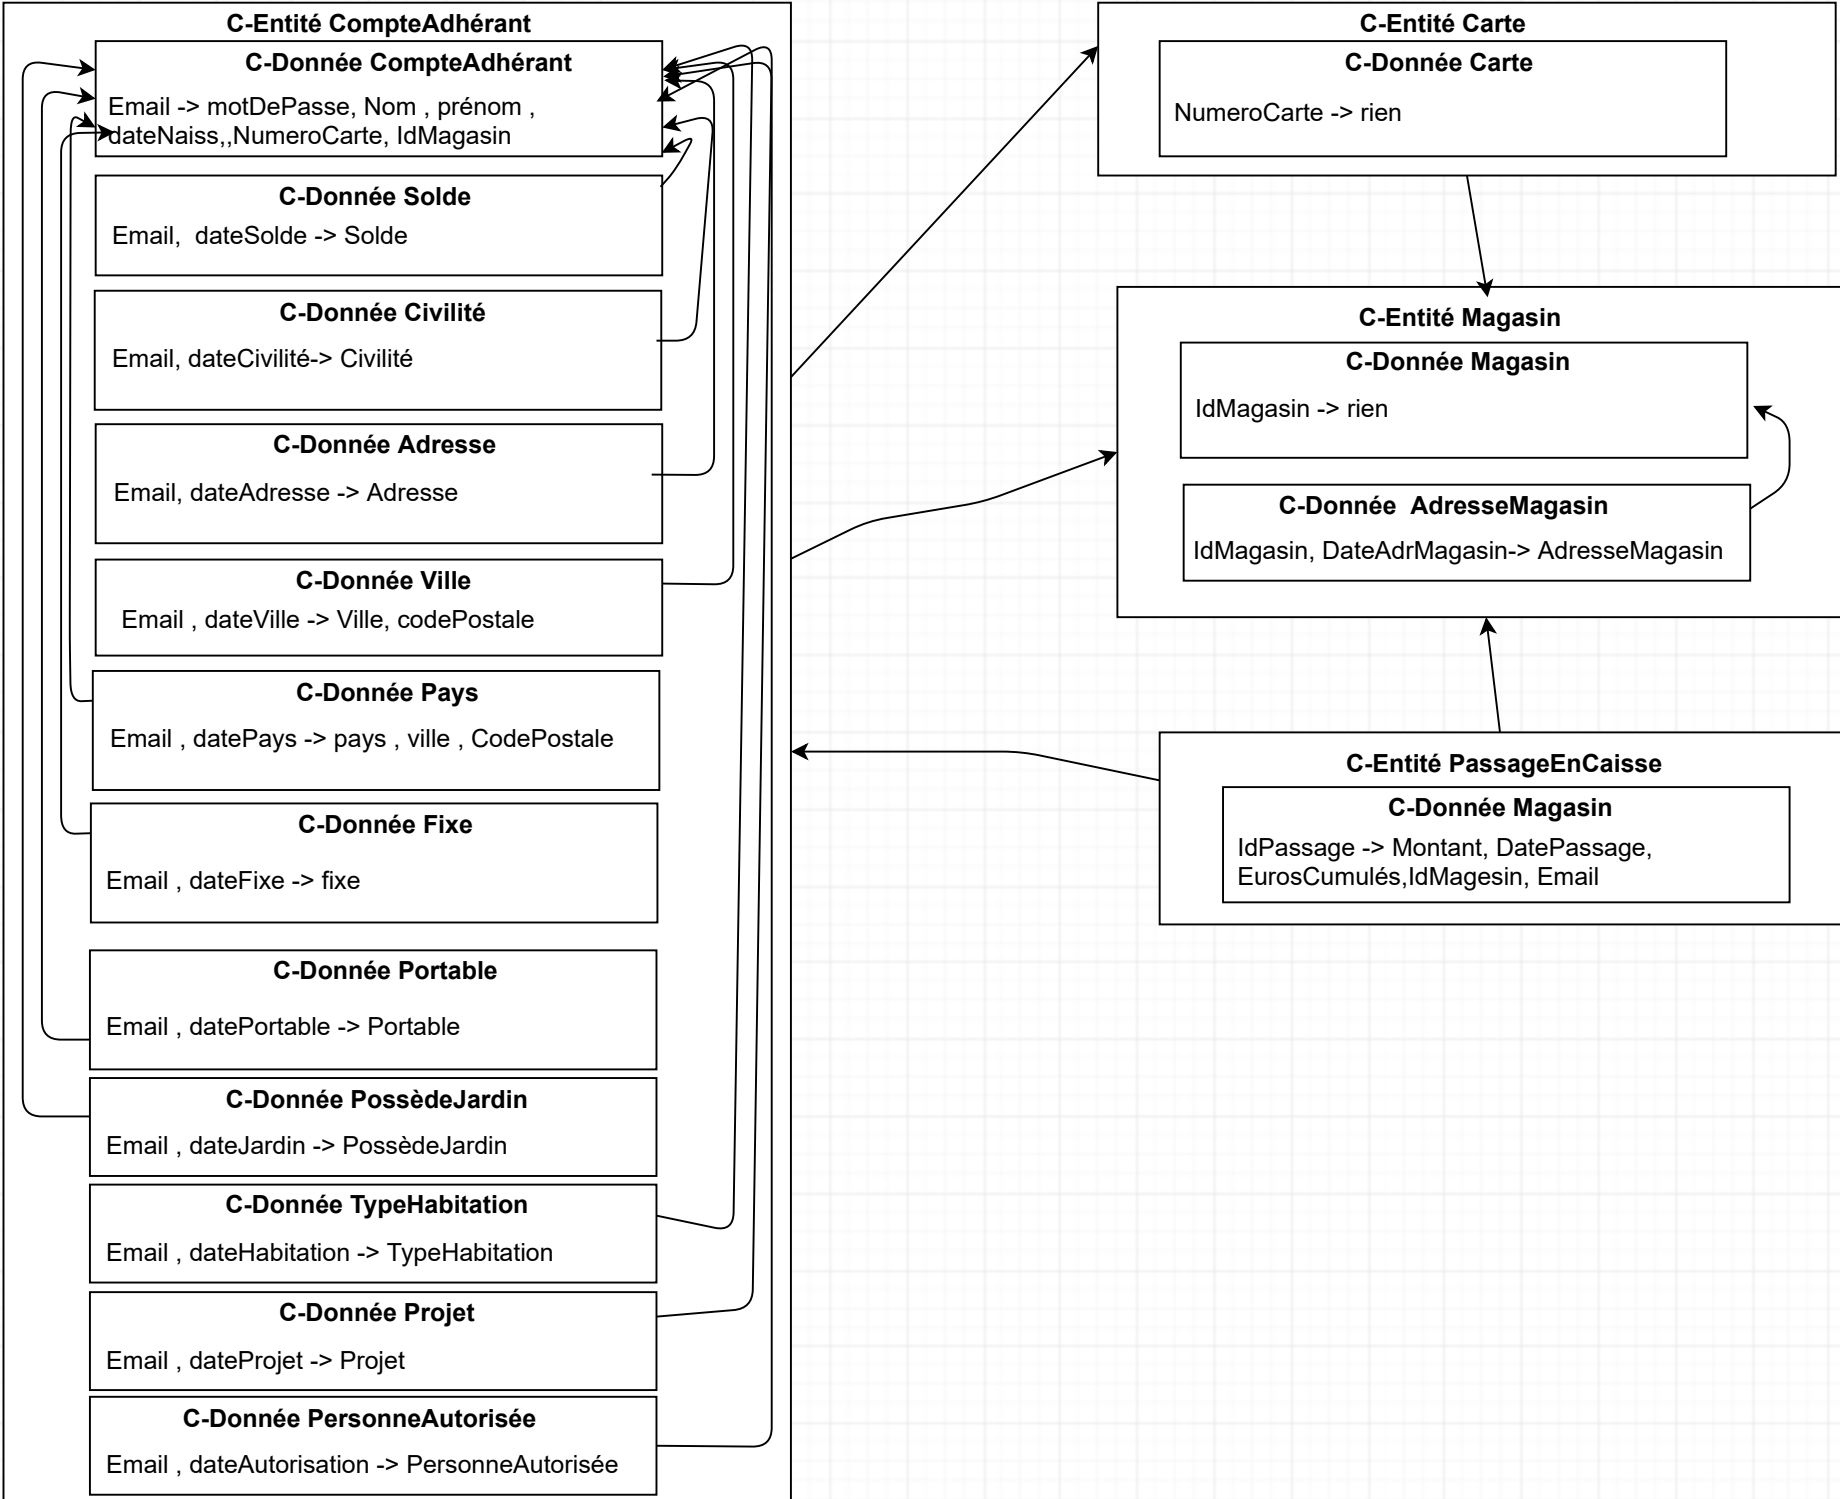 C-Entité CompteAdhérant
C-Donnée CompteAdhérant
Email -> motDePasse, Nom , prénom ,
dateNaiss,,NumeroCarte, IdMagasin
C-Donnée Solde
Email,  dateSolde -> Solde
C-Donnée Civilité
Email, dateCivilité-> Civilité
C-Donnée Adresse
Email, dateAdresse -> Adresse
C-Donnée Ville
Email , dateVille -> Ville, codePostale
C-Donnée Pays
Email , datePays -> pays , ville , CodePostale
C-Donnée Fixe
Email , dateFixe -> fixe
C-Donnée Portable
Email , datePortable -> Portable
C-Donnée PossèdeJardin
Email , dateJardin -> PossèdeJardin
C-Donnée TypeHabitation
Email , dateHabitation -> TypeHabitation
C-Donnée Projet
Email , dateProjet -> Projet
C-Donnée PersonneAutorisée
Email , dateAutorisation -> PersonneAutorisée
C-Entité Carte
C-Donnée Carte
NumeroCarte -> rien
C-Entité Magasin
C-Donnée Magasin
IdMagasin -> rien
C-Donnée  AdresseMagasin
IdMagasin, DateAdrMagasin-> AdresseMagasin
C-Entité PassageEnCaisse
C-Donnée Magasin
IdPassage -> Montant, DatePassage,
EurosCumulés,IdMagesin, Email